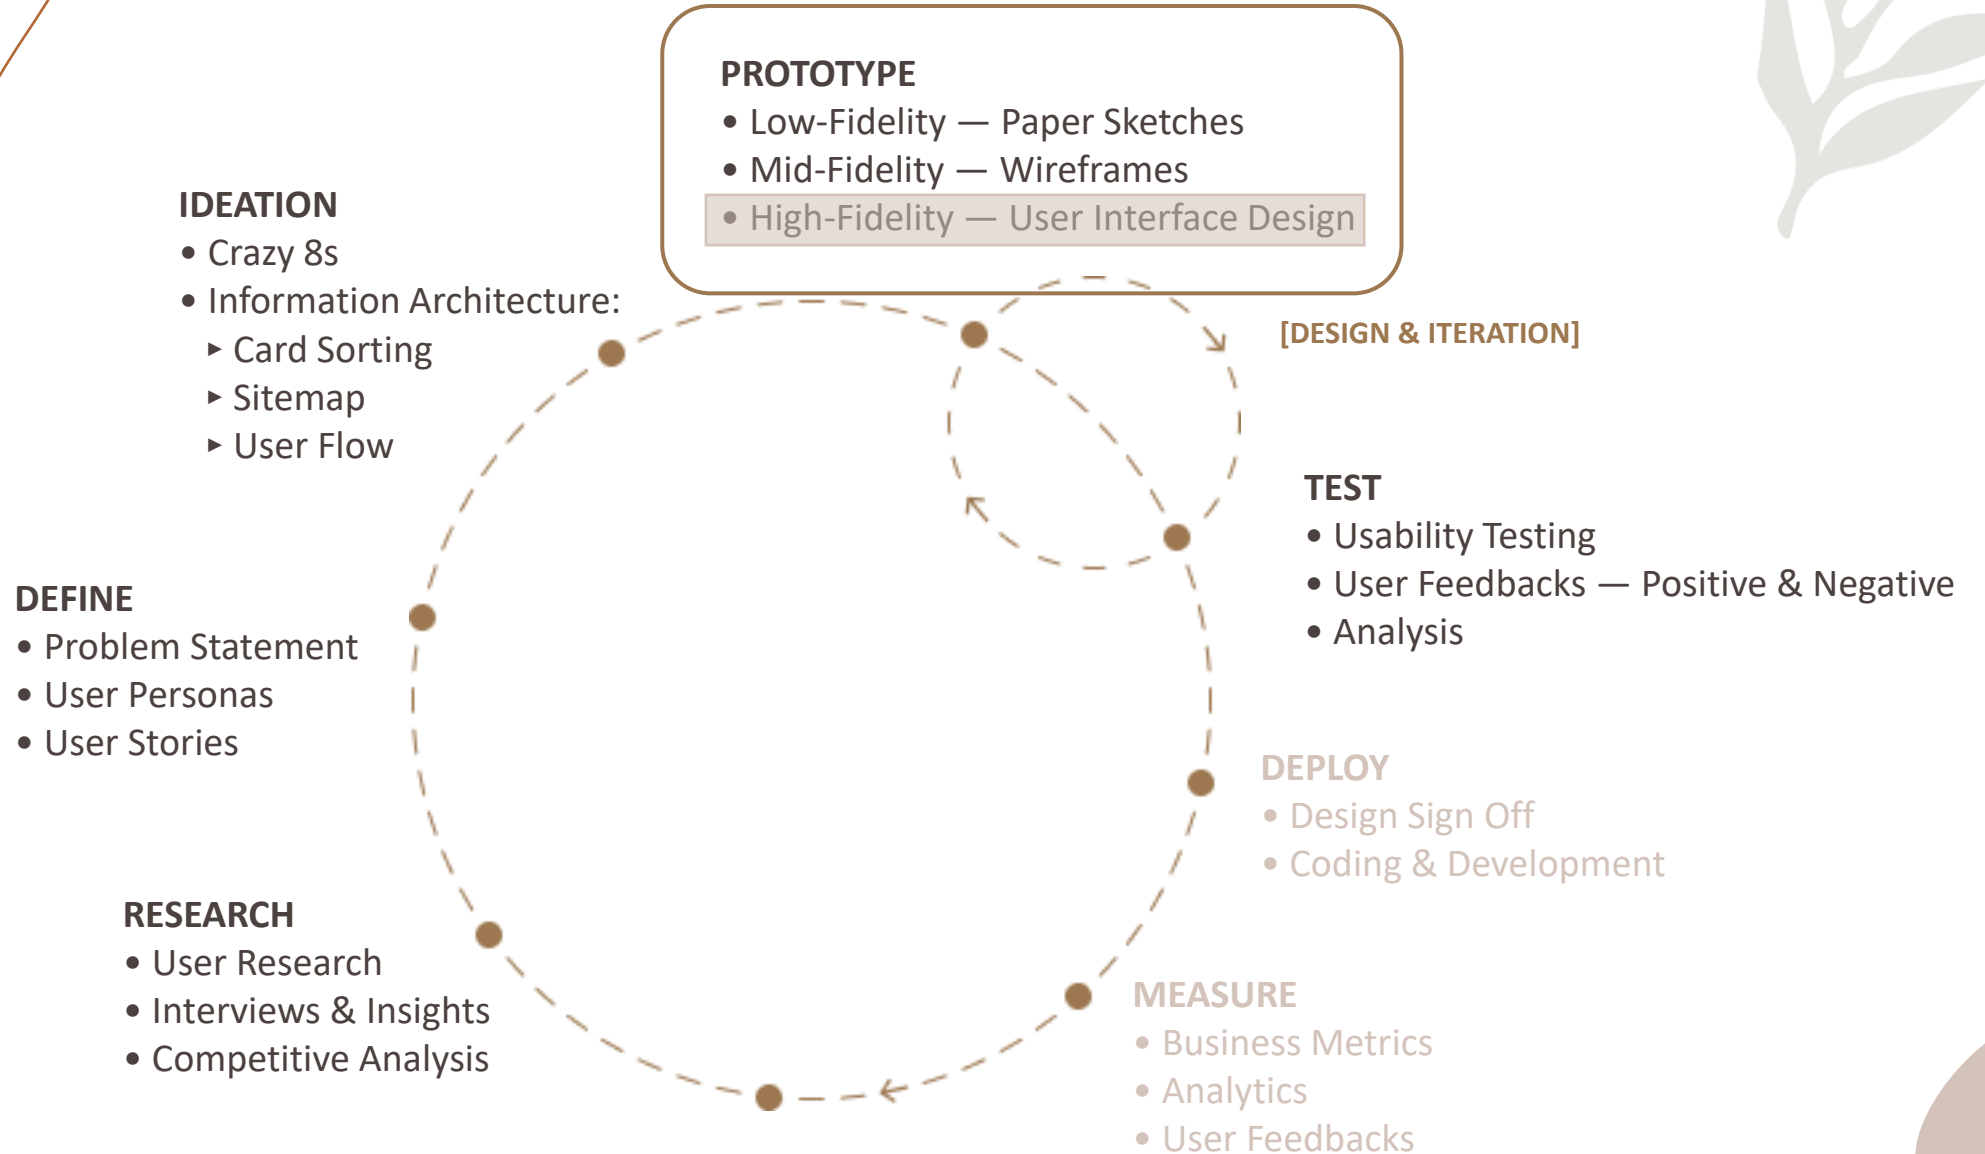 PROTOTYPE
• Low-Fidelity — Paper Sketches
• Mid-Fidelity — Wireframes
• High-Fidelity — User Interface Design
IDEATION
• Crazy 8s
• Information Architecture:
▸ Card Sorting
▸ Sitemap
▸ User Flow
[DESIGN & ITERATION]
TEST
• Usability Testing
• User Feedbacks — Positive & Negative
• Analysis
DEFINE
• Problem Statement
• User Personas
• User Stories
DEPLOY
• Design Sign Off
• Coding & Development
RESEARCH
• User Research
• Interviews & Insights
• Competitive Analysis
MEASURE
• Business Metrics
• Analytics
• User Feedbacks